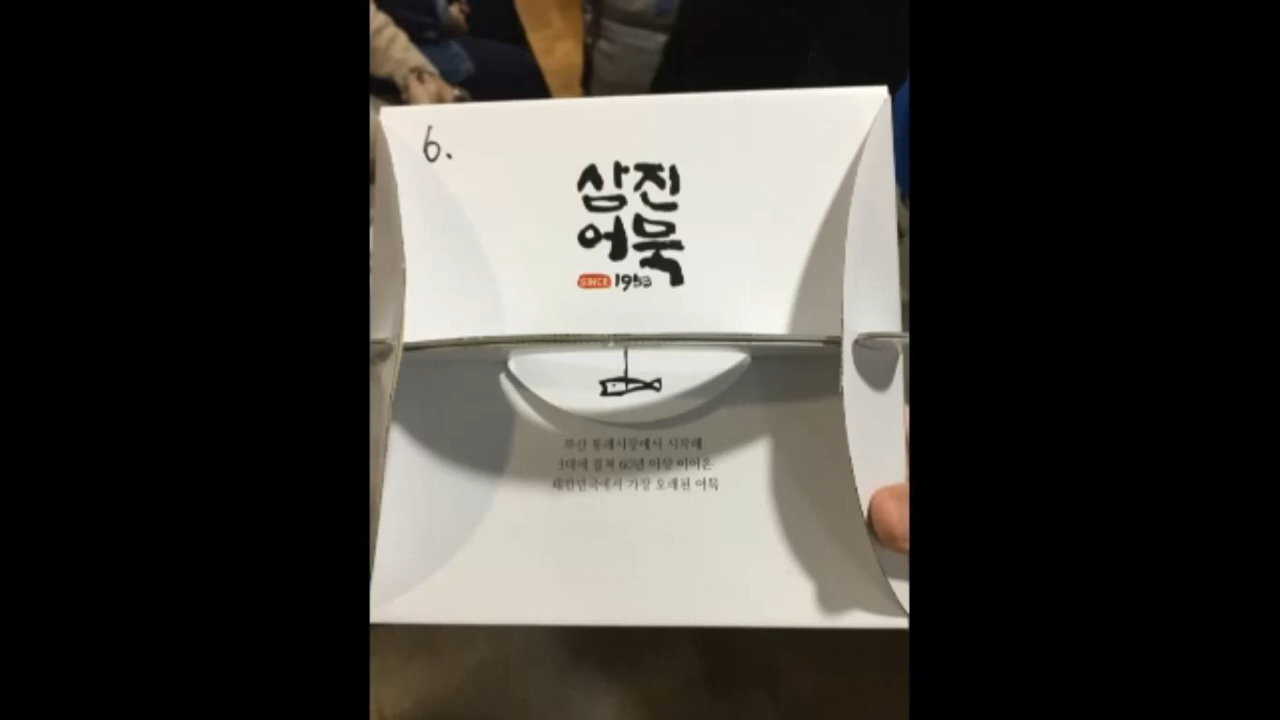 6.
삼진
어묵
SINCE 1953
부산 봉래시장에서 시작해
3대에 걸쳐 60년 이상 이어온
대한민국에서 가장 오래된 어묵